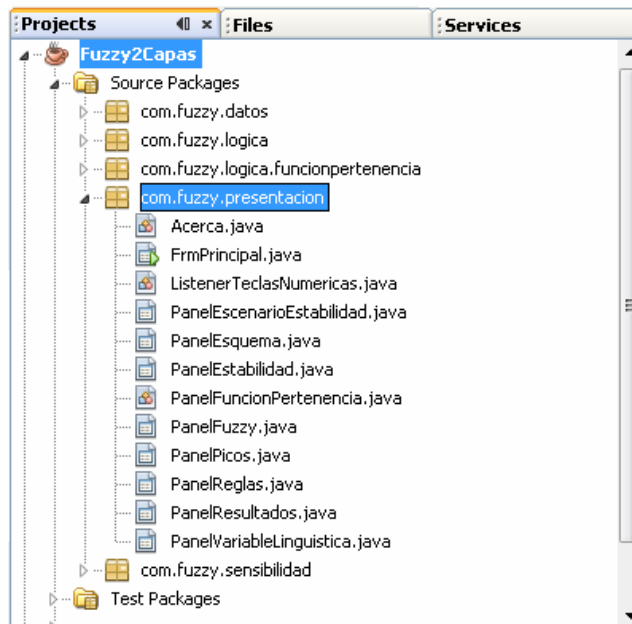 Projects Files Services
Fuzzy2Capas
Source Packages
com.fuzzy.datos
com.fuzzy.logica
com.fuzzy.logica.funcionpertenencia
com.fuzzy.presentacion
Acerca.java
FrmPrincipal.java
ListenerTeclasNumericas.java
PanelEscenarioEstabilidad.java
PanelEsquema.java
PanelEstabilidad.java
PanelFuncionPertenencia.java
PanelFuzzy.java
PanelPicos.java
PanelReglas.java
PanelResultados.java
PanelVariableLinguistica.java
com.fuzzy.sensibilidad
Test Packages